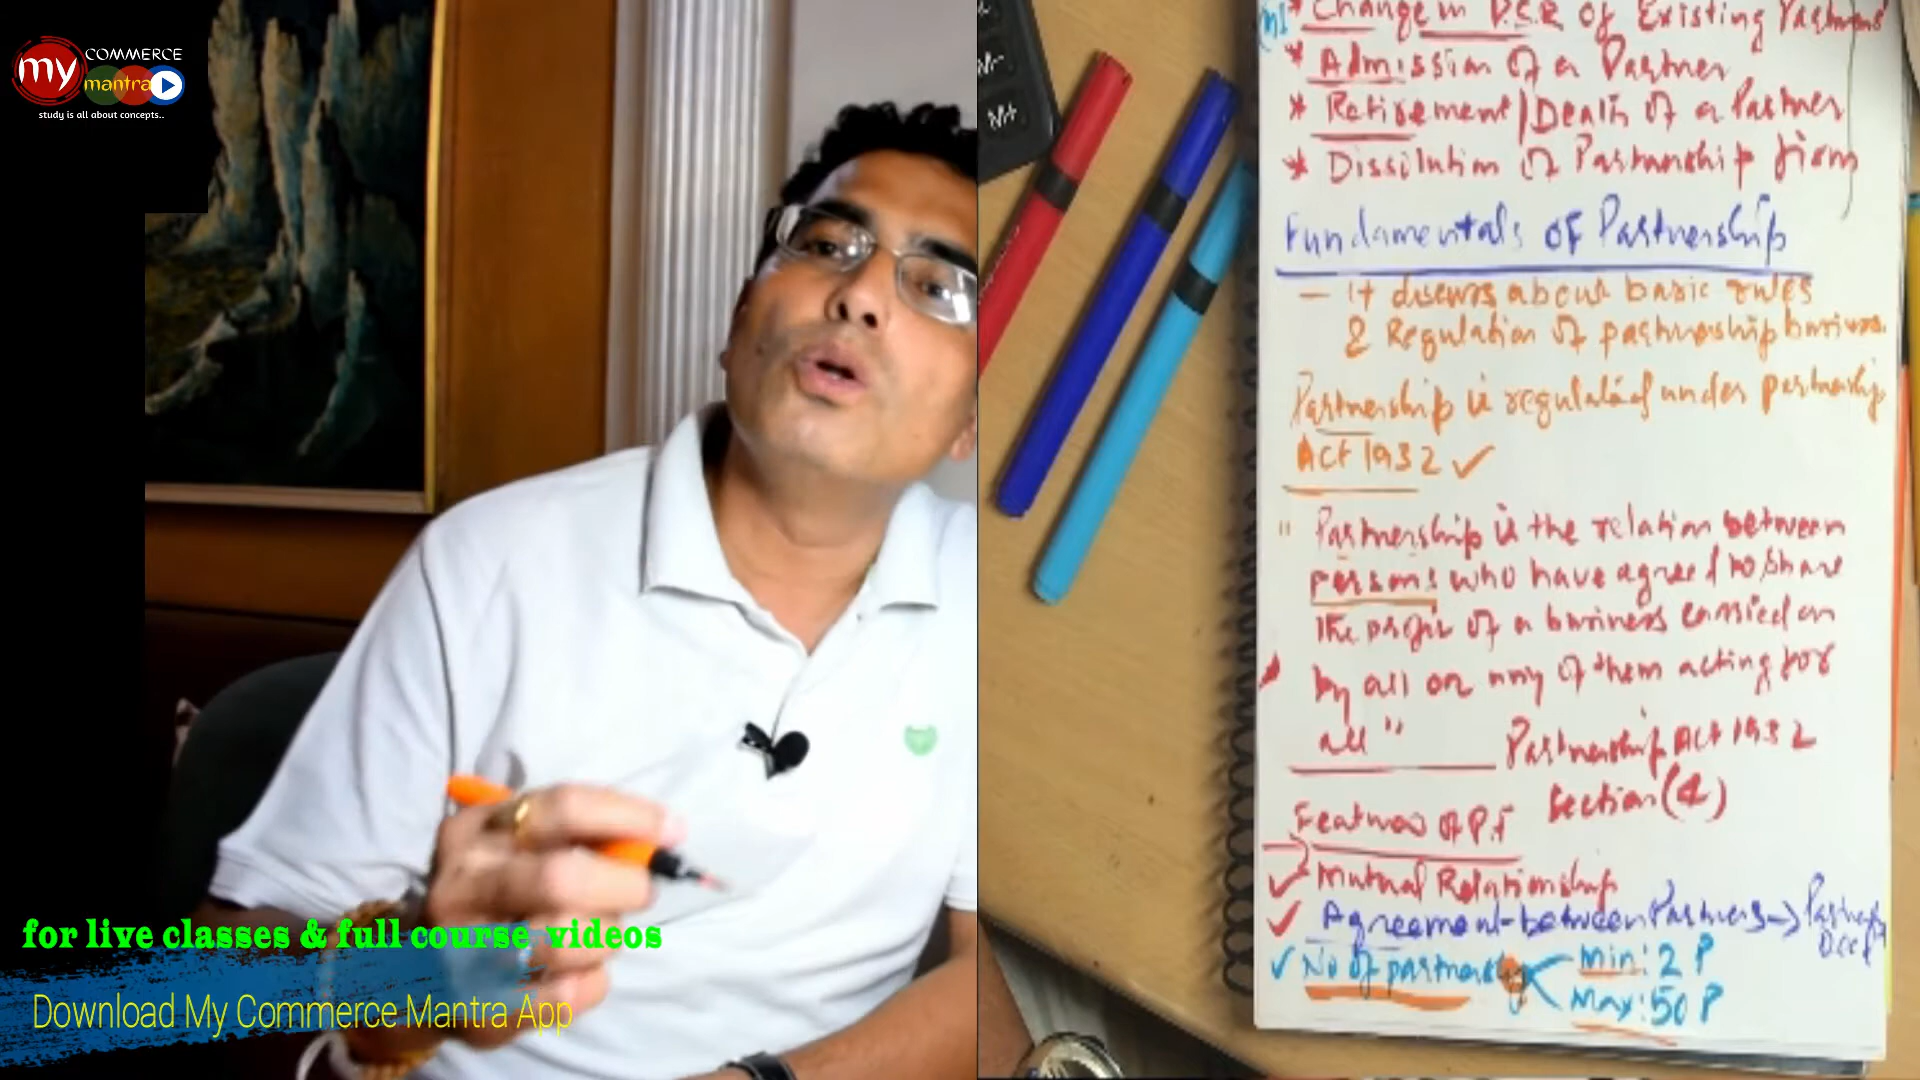 my COMMERCE
mantra
study is all about concepts..
M+
* Change in P.S.R of Existing Partners
* Admission of a Partner
* Retirement/Death of a Partner
* Dissilution of Partnership firm
Fundamentals of Partnership
- it discuss about basic rules
& Regulation of partnership business.
Partnership is regulated under partnership
Act 1932 ✓
" Partnership is the relation between
persons who have agreed to share
the profit of a business carried on
by all or any of them acting for
all "
Partnership Act 1932
Section (4)
Features of P.F
✓ Mutual Relationship
✓ Agreement between Partners → Partnership
Deed
✓ No of partners
Min: 2 P
Max: 50 P
for live classes & full course videos
Download My Commerce Mantra App